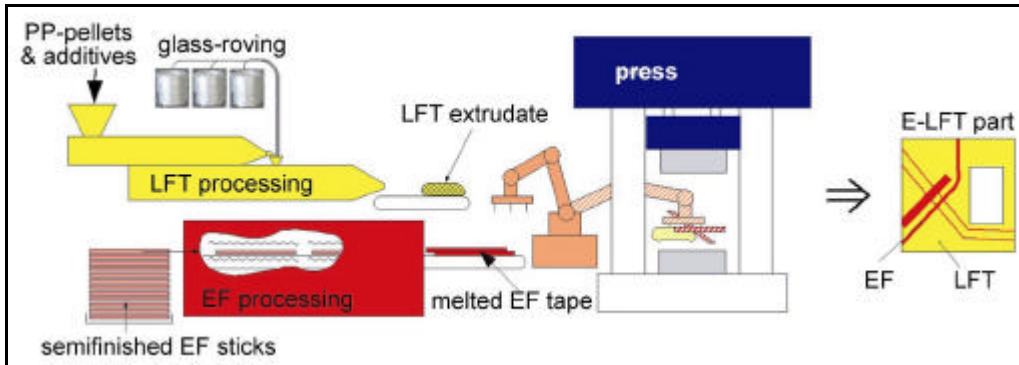 PP-pellets
& additives
glass-roving
LFT extrudate
press
E-LFT part
LFT processing
EF processing
melted EF tape
EF
LFT
semifinished EF sticks